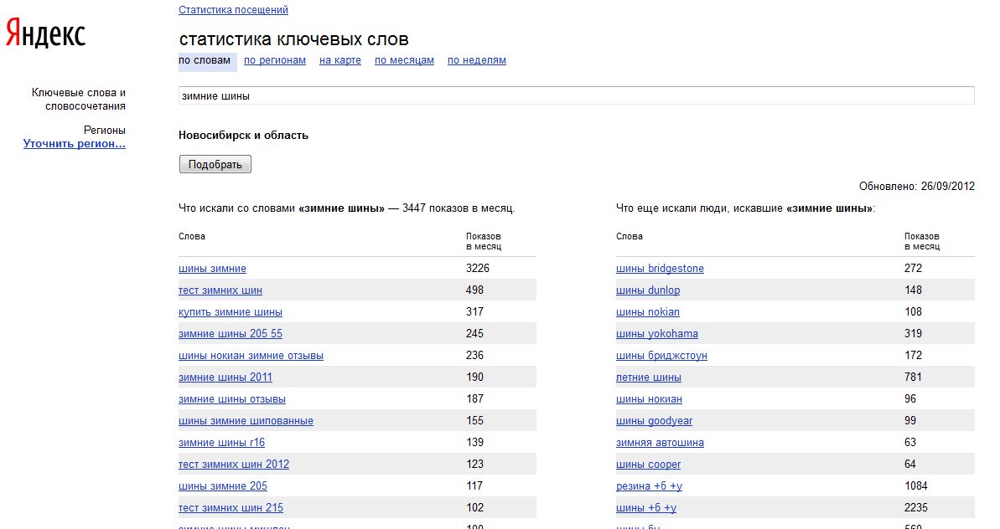 Статистика посещений
Яндекс
статистика ключевых слов
по словам по регионам на карте по месяцам по неделям
Ключевые слова и
словосочетания
зимние шины
Регионы
Уточнить регион...
Новосибирск и область
Подобрать
Обновлено: 26/09/2012
Что искали со словами «зимние шины» — 3447 показов в месяц.
Слова Показов
в месяц
шины зимние 3226
тест зимних шин 498
купить зимние шины 317
зимние шины 205 55 245
шины нокиан зимние отзывы 236
зимние шины 2011 190
зимние шины отзывы 187
шины зимние шипованные 155
зимние шины r16 139
тест зимних шин 2012 123
шины зимние 205 117
тест зимних шин 215 102
зимние шины мишлен 100
Что еще искали люди, искавшие «зимние шины»:
Слова Показов
в месяц
шины bridgestone 272
шины dunlop 148
шины nokian 108
шины yokohama 319
шины бриджстоун 172
летние шины 781
шины нокиан 96
шины goodyear 99
зимняя автошина 63
шины cooper 64
резина +б +у 1084
шины +б +у 2235
шины бу 560